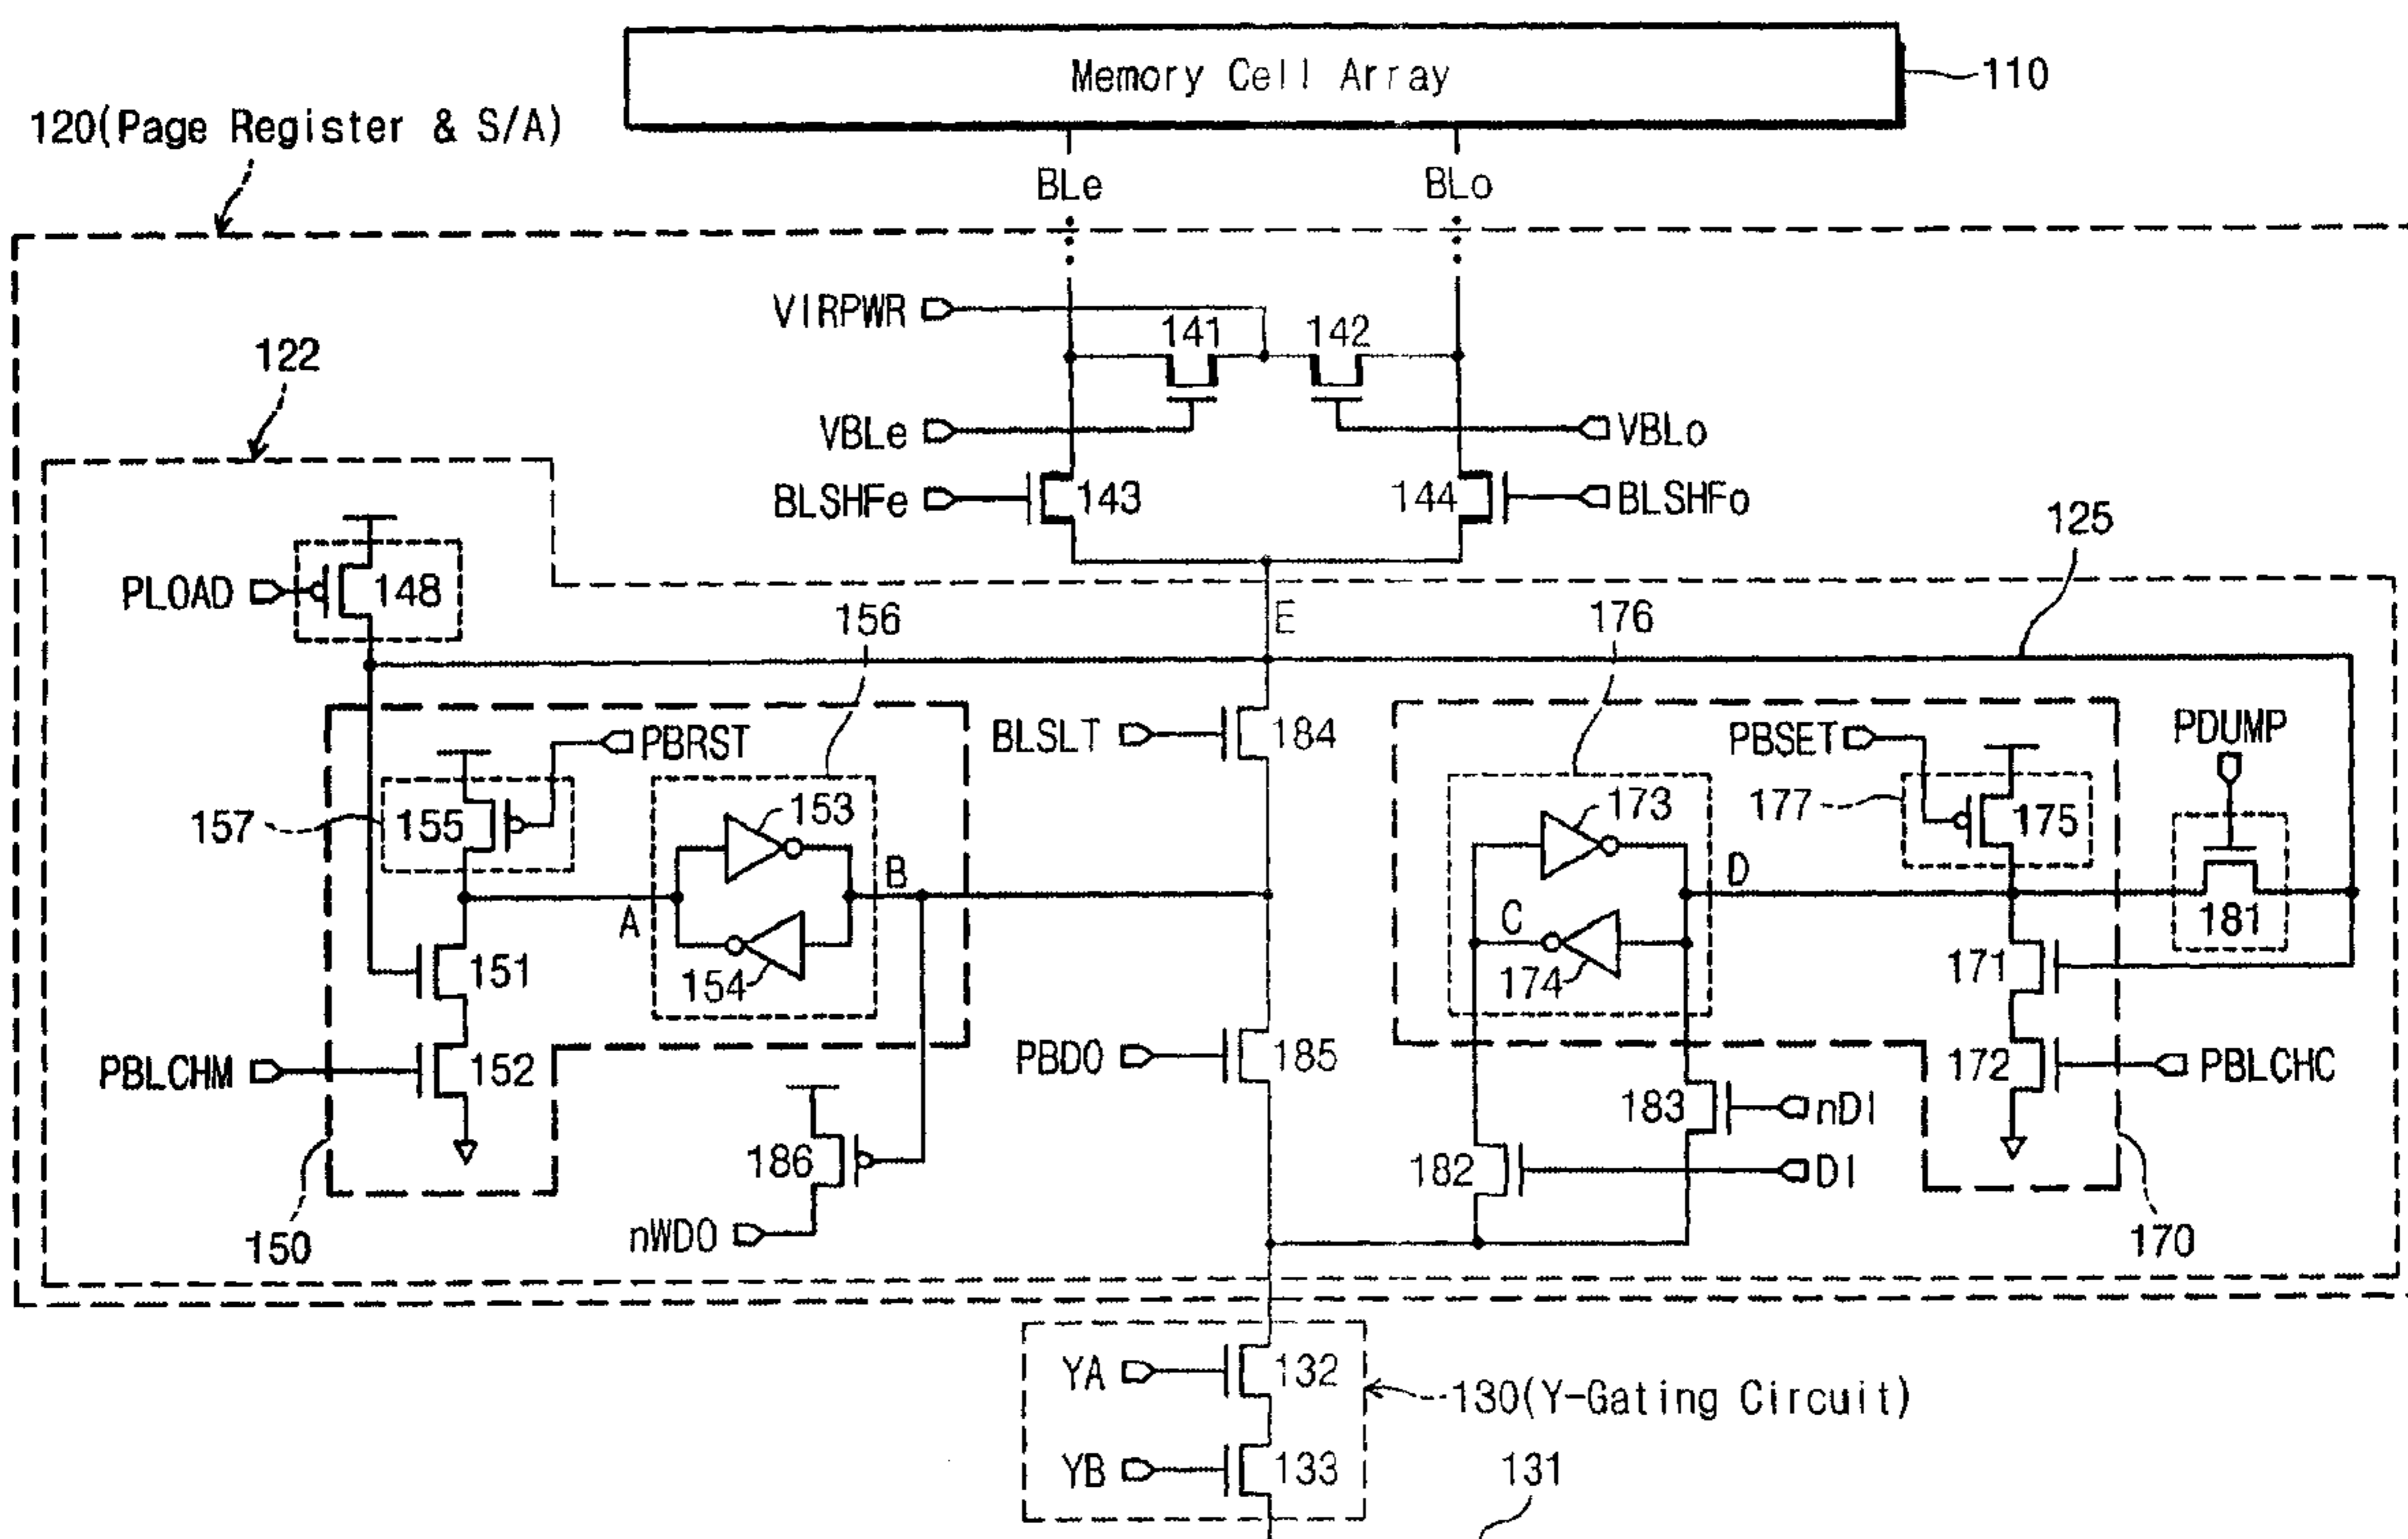 Memory Cell Array
110
120(Page Register & S/A)
BLe
BLo
VIRPWR
141
142
122
VBLe
VBLo
BLSHFe
143
144
BLSHFo
125
PLOAD
148
156
E
176
PBRST
BLSLT
184
PBSET
PDUMP
157
155
153
173
177
175
B
D
A
C
181
154
151
174
171
PBLCHM
152
PBDO
185
172
PBLCHC
183
nDI
186
182
DI
nWDO
150
170
YA
132
130(Y-Gating Circuit)
YB
133
131